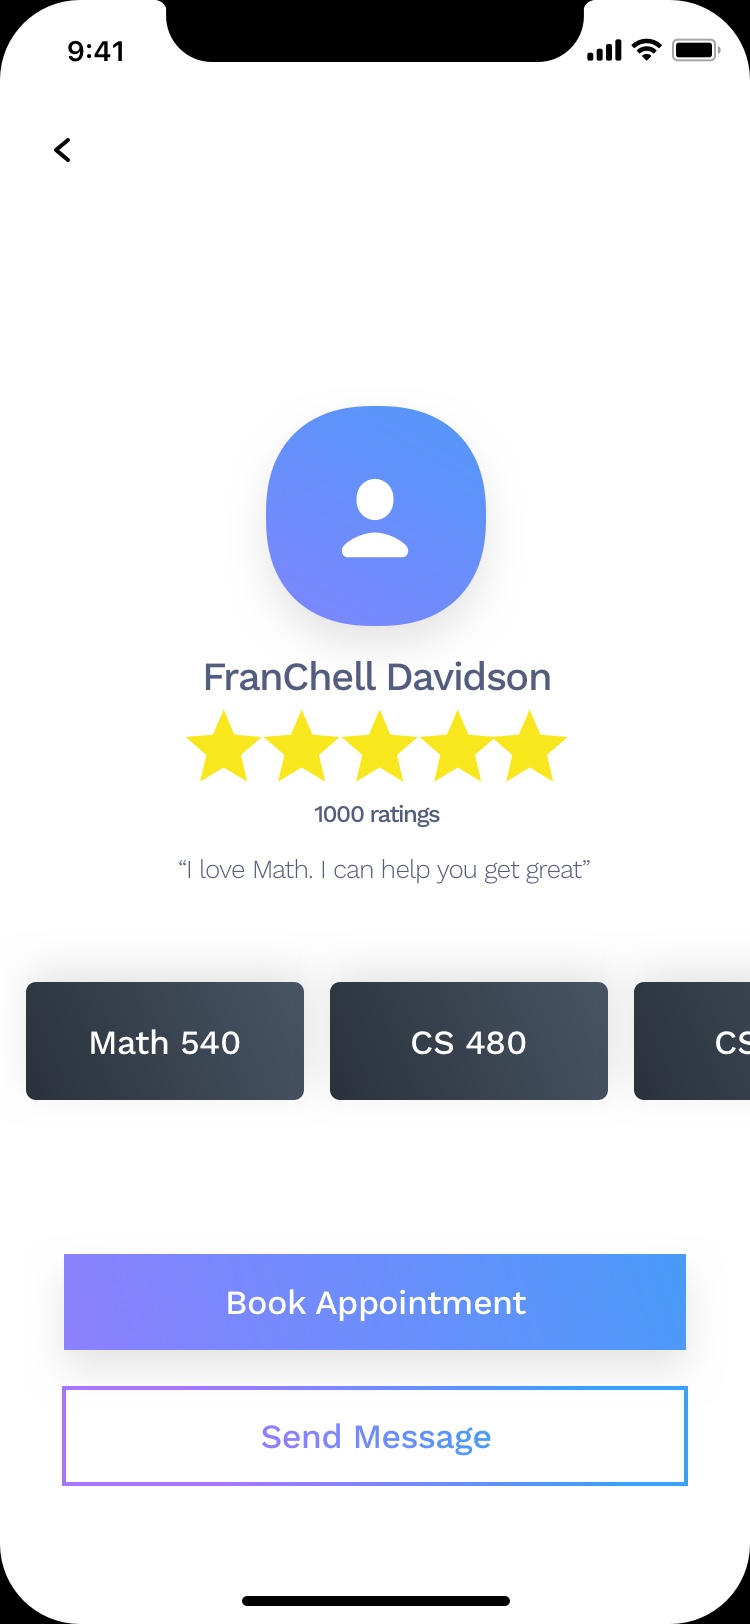 9:41
FranChell Davidson
1000 ratings
“I love Math. I can help you get great”
Math 540 CS 480 CS
Book Appointment
Send Message